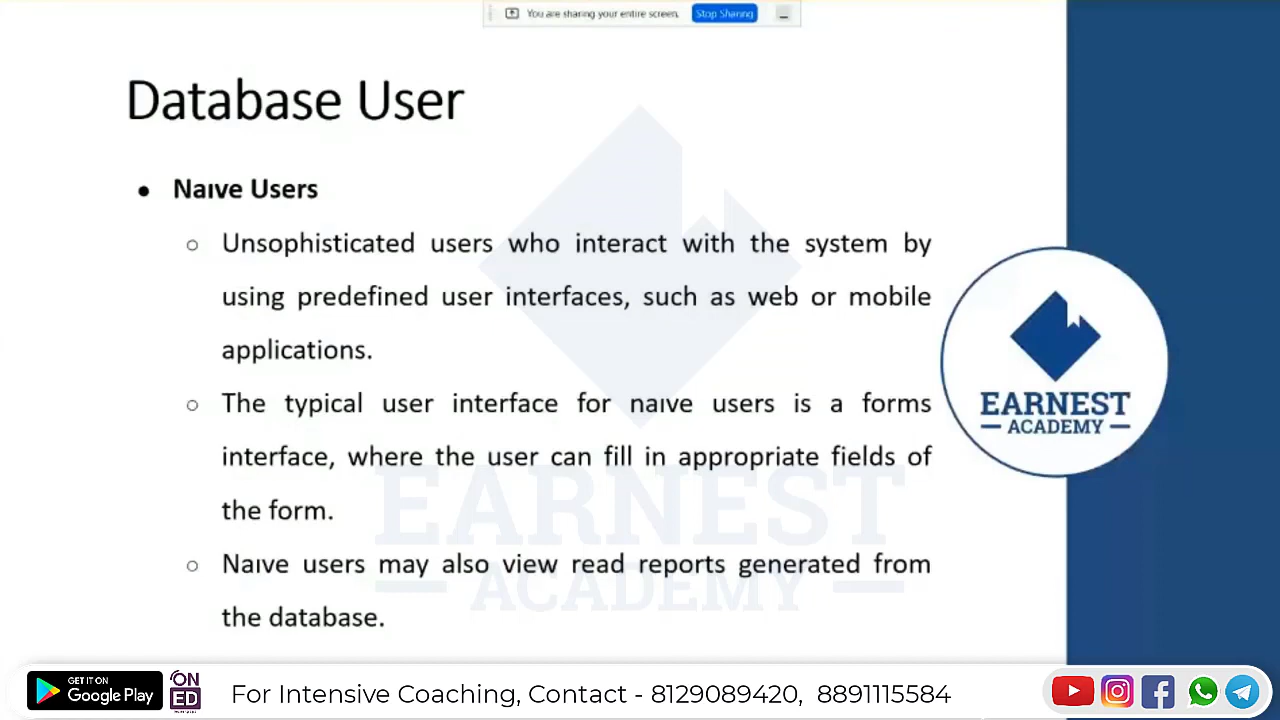 You are sharing your entire screen.
Stop Sharing
Database User
● Naıve Users
○ Unsophisticated users who interact with the system by
using predefined user interfaces, such as web or mobile
applications.
○ The typical user interface for naıve users is a forms
interface, where the user can fill in appropriate fields of
the form.
○ Naıve users may also view read reports generated from
the database.
EARNEST
ACADEMY
EARNEST
ACADEMY
GET IT ON
Google Play
ON
ED
For Intensive Coaching, Contact - 8129089420, 8891115584